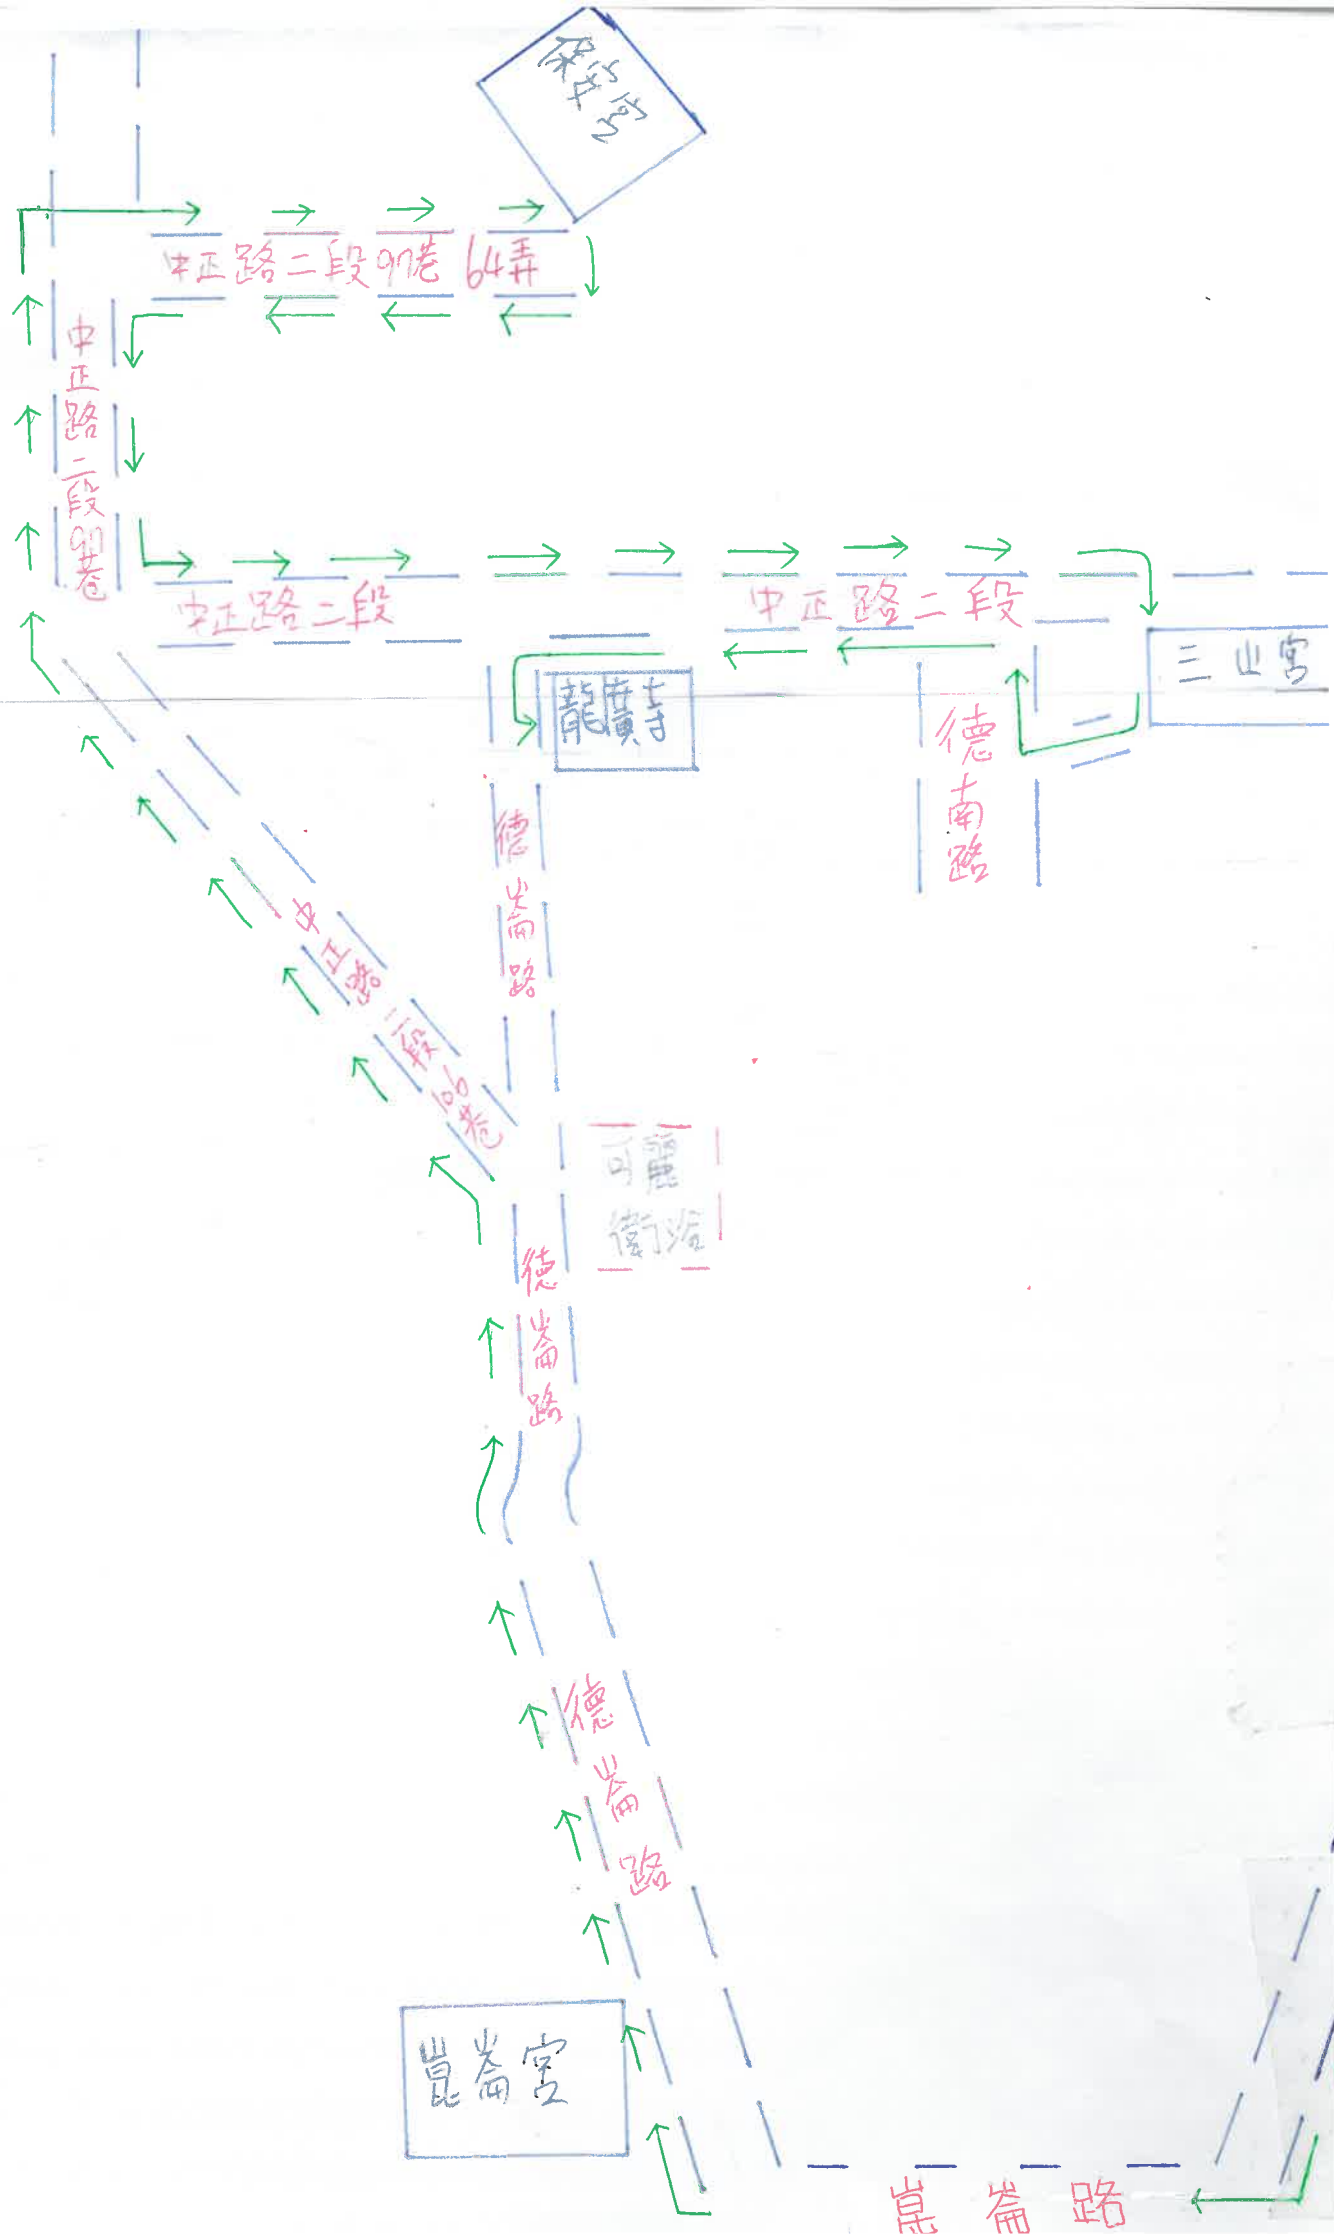 保安宮
中正路二段97巷 64弄
中正路二段97巷
中正路二段
中正路二段
三山宮
龍贊寺
德南路
德崙路
中正路二段106巷
可麗
衛浴
德崙路
德崙路
崑崙宮
崑崙路